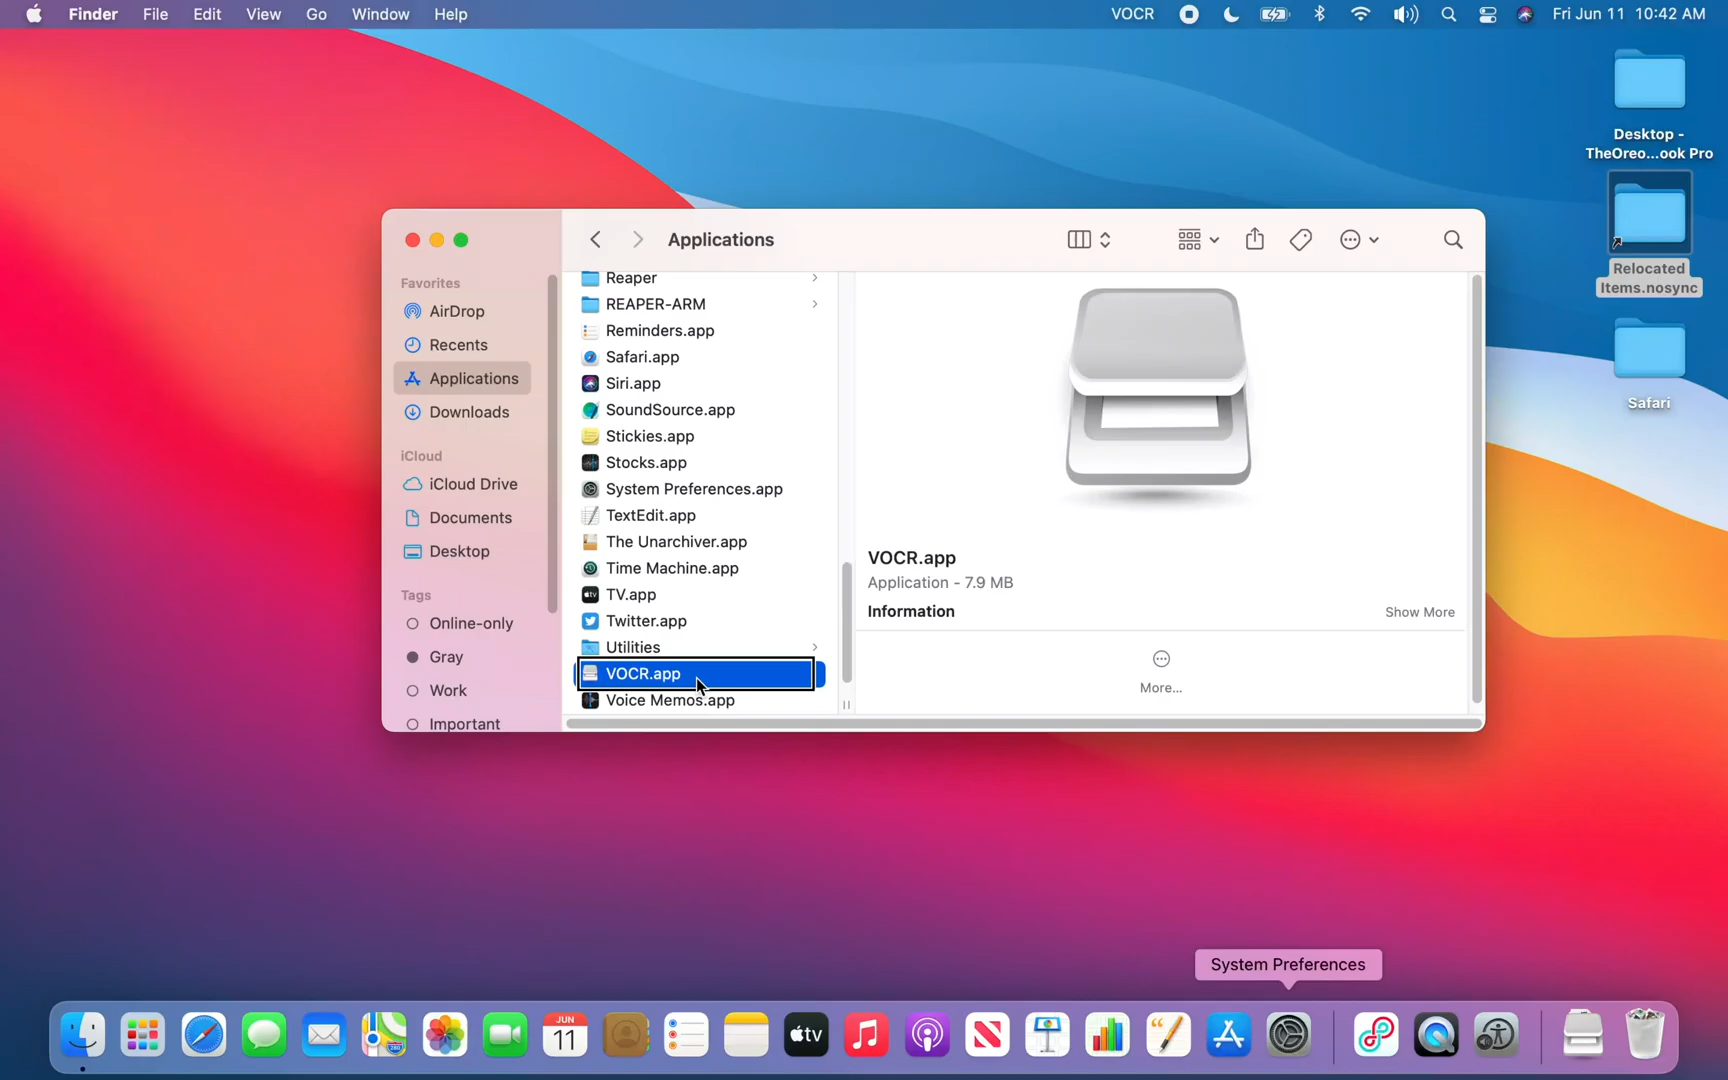 Finder File Edit View Go Window Help VOCR Fri Jun 11 10:42 AM
Desktop -
TheOreo...ook Pro
Relocated
Items.nosync
Safari
Applications
Favorites
AirDrop
Recents
Applications
Downloads
iCloud
iCloud Drive
Documents
Desktop
Tags
Online-only
Gray
Work
Important
Reaper
REAPER-ARM
Reminders.app
Safari.app
Siri.app
SoundSource.app
Stickies.app
Stocks.app
System Preferences.app
TextEdit.app
The Unarchiver.app
Time Machine.app
TV.app
Twitter.app
Utilities
VOCR.app
Voice Memos.app
VOCR.app
Application - 7.9 MB
Information Show More
More...
System Preferences
JUN
11
tv